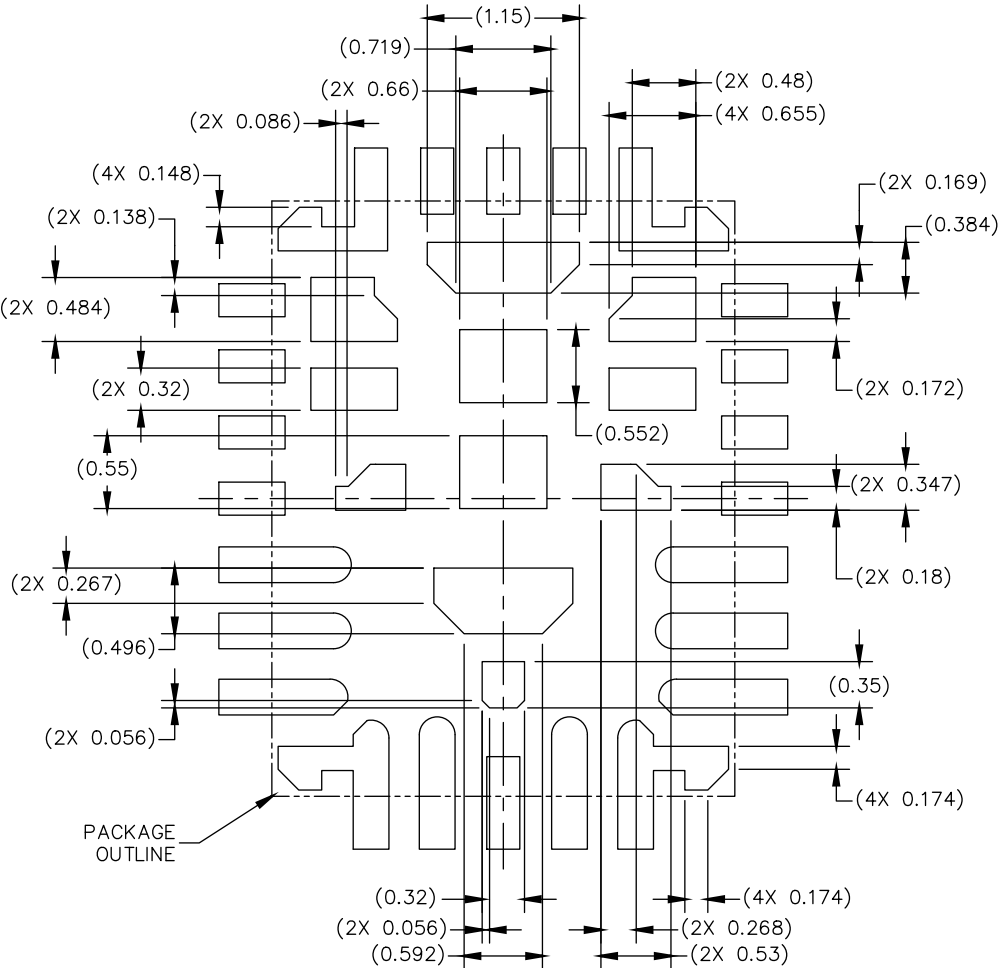 (1.15)
(0.719)
(2X 0.66)
(2X 0.48)
(2X 0.086)
(4X 0.655)
(4X 0.148)
(2X 0.169)
(2X 0.138)
(0.384)
(2X 0.484)
(2X 0.32)
(2X 0.172)
(0.552)
(0.55)
(2X 0.347)
(2X 0.267)
(2X 0.18)
(0.496)
(0.35)
(2X 0.056)
(4X 0.174)
PACKAGE
OUTLINE
(0.32)
(4X 0.174)
(2X 0.056)
(2X 0.268)
(0.592)
(2X 0.53)